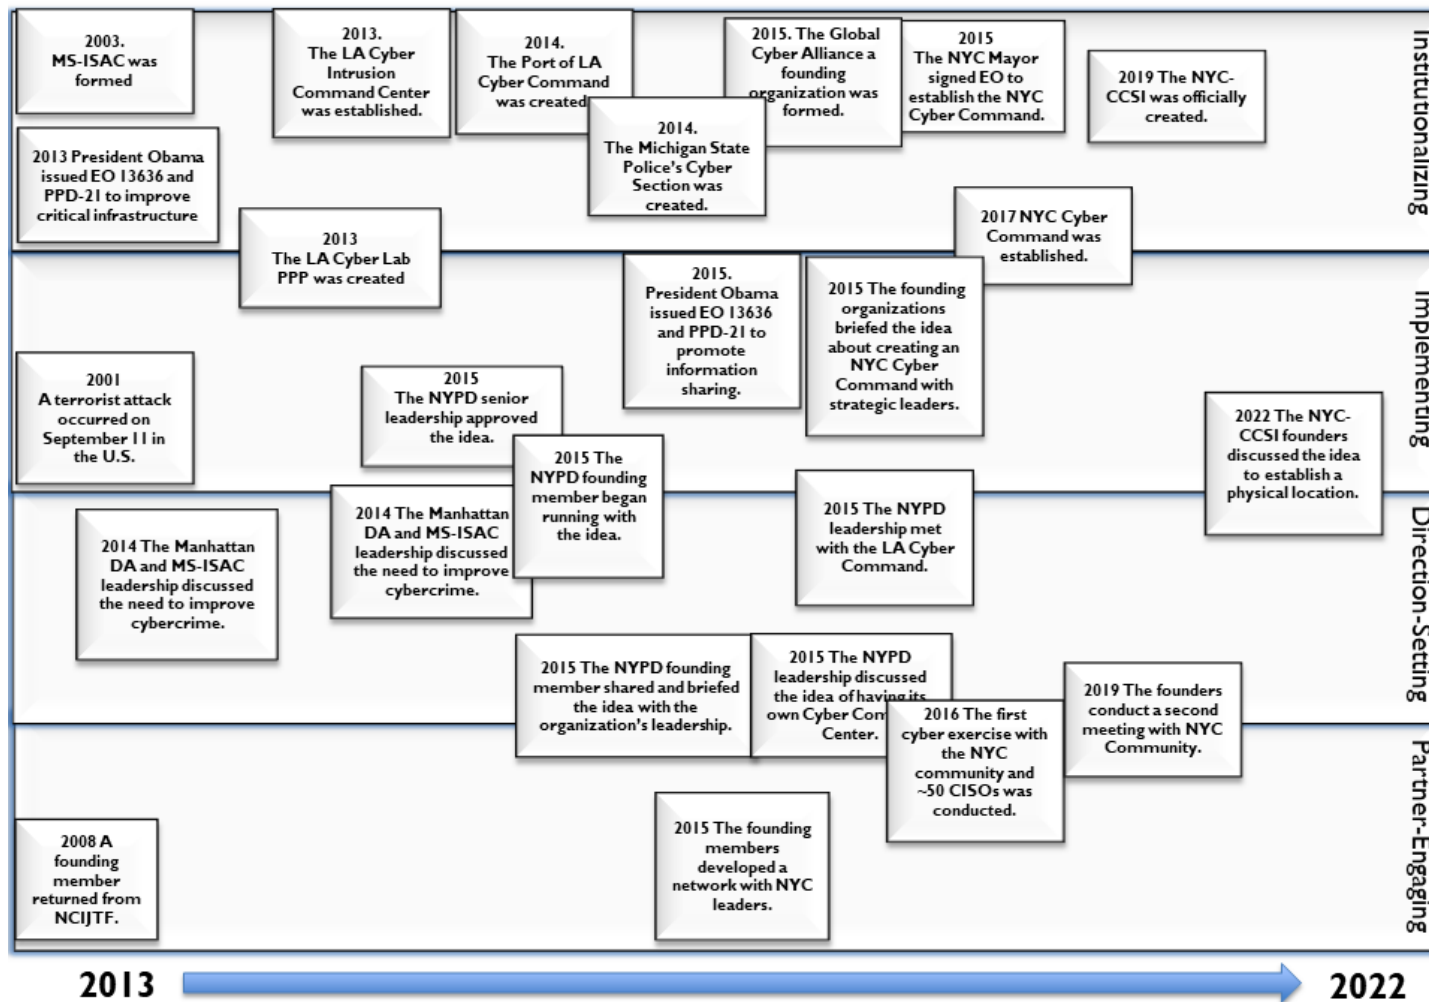 2003.
MS-ISAC was
formed
2013.
The LA Cyber
Intrusion
Command Center
was established.
2014.
The Port of LA
Cyber Command
was created.
2015. The Global
Cyber Alliance a
founding
organization was
formed.
2015
The NYC Mayor
signed EO to
establish the NYC
Cyber Command.
2019 The NYC-
CCSI was officially
created.
Institutionalizing
2013 President Obama
issued EO 13636 and
PPD-21 to improve
critical infrastructure
2014.
The Michigan State
Police's Cyber
Section was
created.
2013
The LA Cyber Lab
PPP was created
2017 NYC Cyber
Command was
established.
2015.
President Obama
issued EO 13636
and PPD-21 to
promote
information
sharing.
2015 The founding
organizations
briefed the idea
about creating an
NYC Cyber
Command with
strategic leaders.
Implementing
2001
A terrorist attack
occurred on
September 11 in
the U.S.
2015
The NYPD senior
leadership approved
the idea.
2015 The
NYPD founding
member began
running with
the idea.
2022 The NYC-
CCSI founders
discussed the idea
to establish a
physical location.
2014 The Manhattan
DA and MS-ISAC
leadership discussed
the need to improve
cybercrime.
2014 The Manhattan
DA and MS-ISAC
leadership discussed
the need to improve
cybercrime.
2015 The NYPD
leadership met
with the LA Cyber
Command.
Direction-Setting
2015 The NYPD founding
member shared and briefed
the idea with the
organization's leadership.
2015 The NYPD
leadership discussed
the idea of having its
own Cyber Com
Center.
2016 The first
cyber exercise with
the NYC
community and
~50 CISOs was
conducted.
2019 The founders
conduct a second
meeting with NYC
Community.
Partner-Engaging
2008 A
founding
member
returned from
NCIJTF.
2015 The founding
members
developed a
network with NYC
leaders.
2013
2022